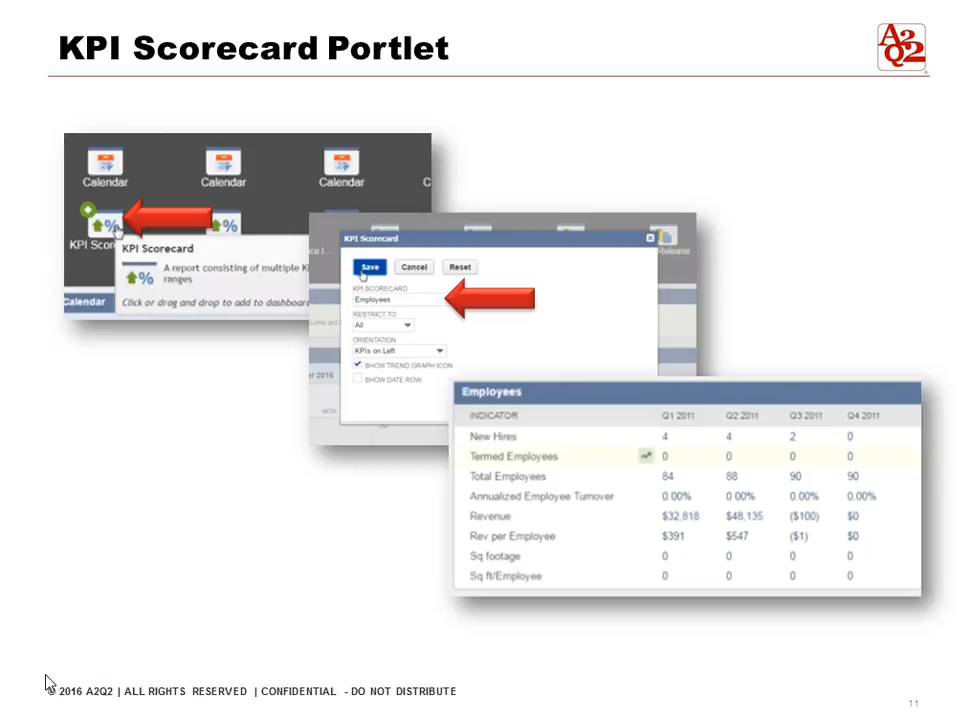 KPI Scorecard Portlet
A2Q2
Calendar Calendar Calendar C
KPI Scor
KPI Scorecard
A report consisting of multiple K
ranges
Click or drag and drop to add to dashboar
Calendar
KPI Scorecard
Release
Save Cancel Reset
KPI SCORECARD
Employees
RESTRICT TO
All
ORIENTATION
KPIs on Left
SHOW TREND GRAPH ICON
SHOW DATE ROW
2016
MON
Employees
INDICATOR Q1 2011 Q2 2011 Q3 2011 Q4 2011
New Hires 4 4 2 0
Termed Employees 0 0 0 0
Total Employees 84 88 90 90
Annualized Employee Turnover 0.00% 0.00% 0.00% 0.00%
Revenue $32,818 $48,135 ($100) $0
Rev per Employee $391 $547 ($1) $0
Sq footage 0 0 0 0
Sq ft/Employee 0 0 0 0
© 2016 A2Q2 | ALL RIGHTS RESERVED | CONFIDENTIAL - DO NOT DISTRIBUTE
11